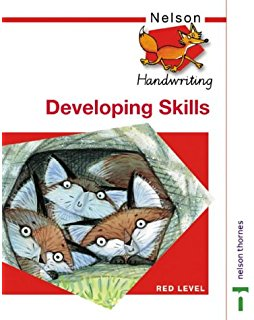 Nelson
Handwriting
Developing Skills
RED LEVEL
nelson thornes